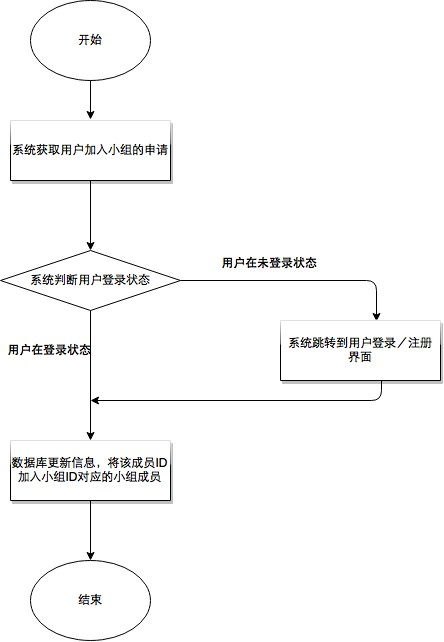 开始
系统获取用户加入小组的申请
系统判断用户登录状态
用户在未登录状态
用户在登录状态
系统跳转到用户登录／注册
界面
数据库更新信息，将该成员ID
加入小组ID对应的小组成员
结束